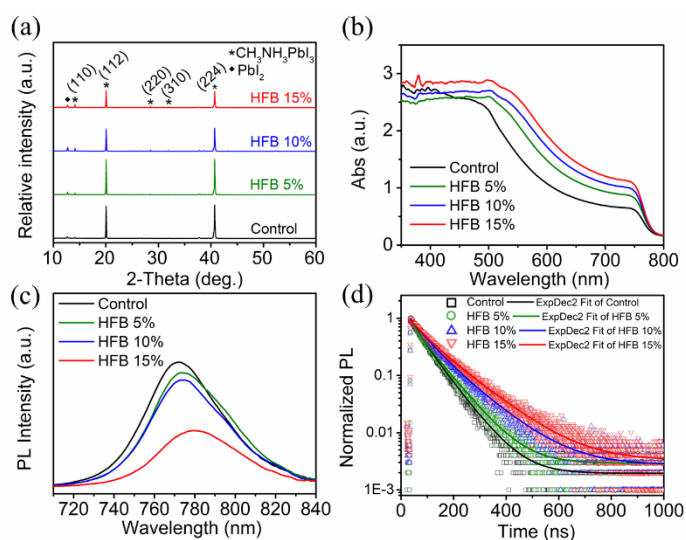 (a)
*CH₃NH₃PbI₃
◆PbI₂
(110)
(112)
(220)
(310)
(224)
HFB 15%
HFB 10%
HFB 5%
Control
Relative intensity (a.u.)
10 20 30 40 50 60
2-Theta (deg.)
(b)
3
2
1
0
Abs (a.u.)
Control
HFB 5%
HFB 10%
HFB 15%
400 500 600 700 800
Wavelength (nm)
(c)
Control
HFB 5%
HFB 10%
HFB 15%
PL Intensity (a.u.)
720 740 760 780 800 820 840
Wavelength (nm)
(d)
Control ExpDec2 Fit of Control
HFB 5% ExpDec2 Fit of HFB 5%
HFB 10% ExpDec2 Fit of HFB 10%
HFB 15% ExpDec2 Fit of HFB 15%
1
0.1
0.01
1E-3
Normalized PL
0 200 400 600 800 1000
Time (ns)